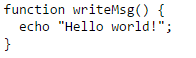 function writeMsg() {
  echo "Hello world!";
}